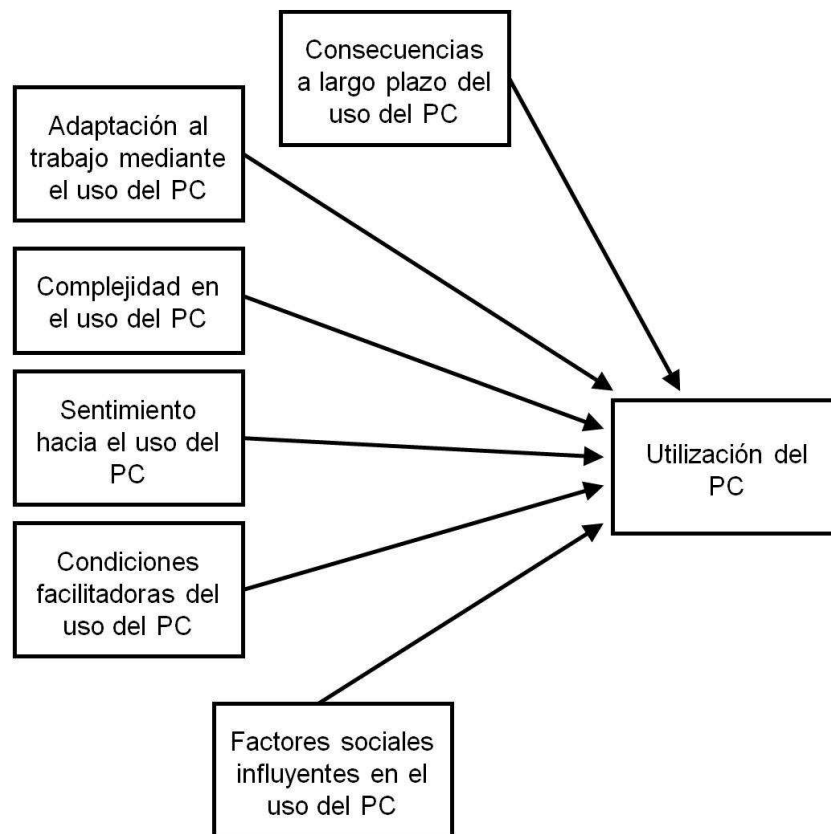 Consecuencias
a largo plazo del
uso del PC
Adaptación al
trabajo mediante
el uso del PC
Complejidad en
el uso del PC
Sentimiento
hacia el uso del
PC
Condiciones
facilitadoras del
uso del PC
Factores sociales
influyentes en el
uso del PC
Utilización del
PC